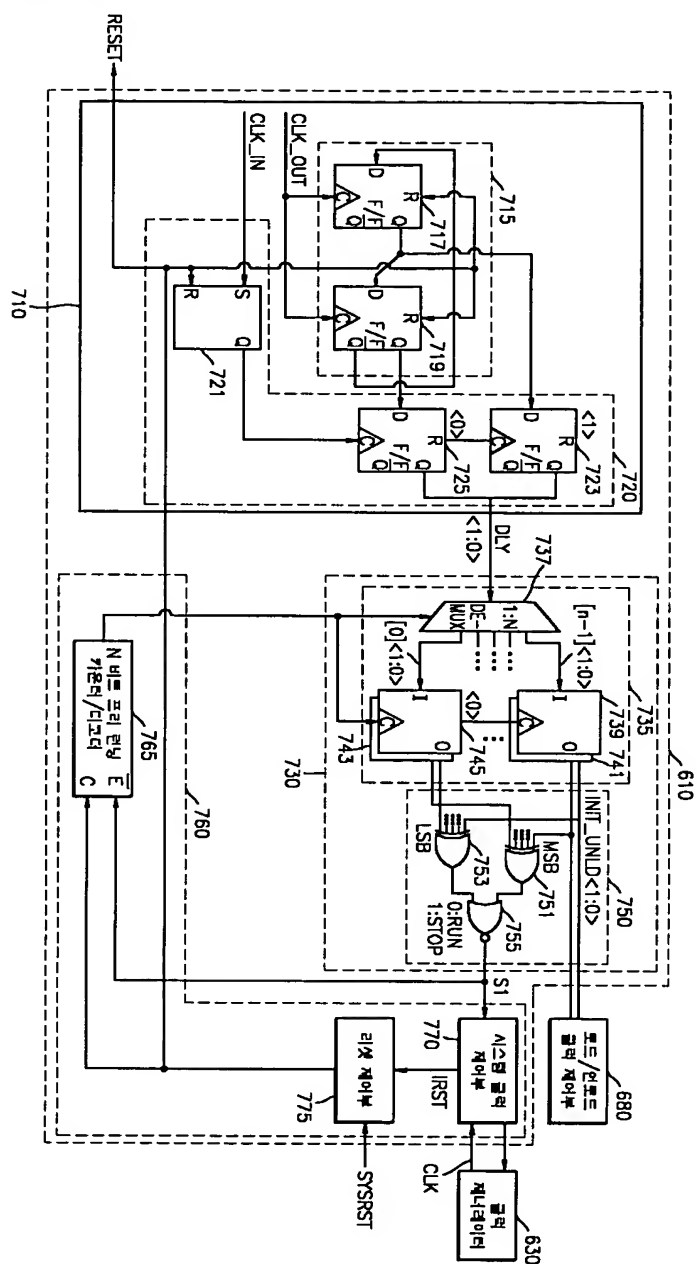 610
710
715
720
CLK_OUT
CLK_IN
RESET
D
R
717
F/F
C
Q
Q
D
R
719
F/F
C
Q
Q
S
R
Q
721
<1>
D
R
723
F/F
C
Q
Q
<0>
D
R
725
F/F
C
Q
Q
DLY
<1:0>
730
735
737
1:N
DE-
MUX
[n-1]<1:0>
[0]<1:0>
I
O
C
739
741
<0>
I
O
C
745
743
INIT_UNLD<1:0>
750
MSB
751
LSB
753
755
0:RUN
1:STOP
S1
680
로드/언로드
클럭 제어부
760
N 비트 프리 런닝
카운터/디코더
E
C
765
770
시스템 클럭
제어부
IRST
리셋 제어부
775
SYSRST
CLK
클럭
제너레이터
630